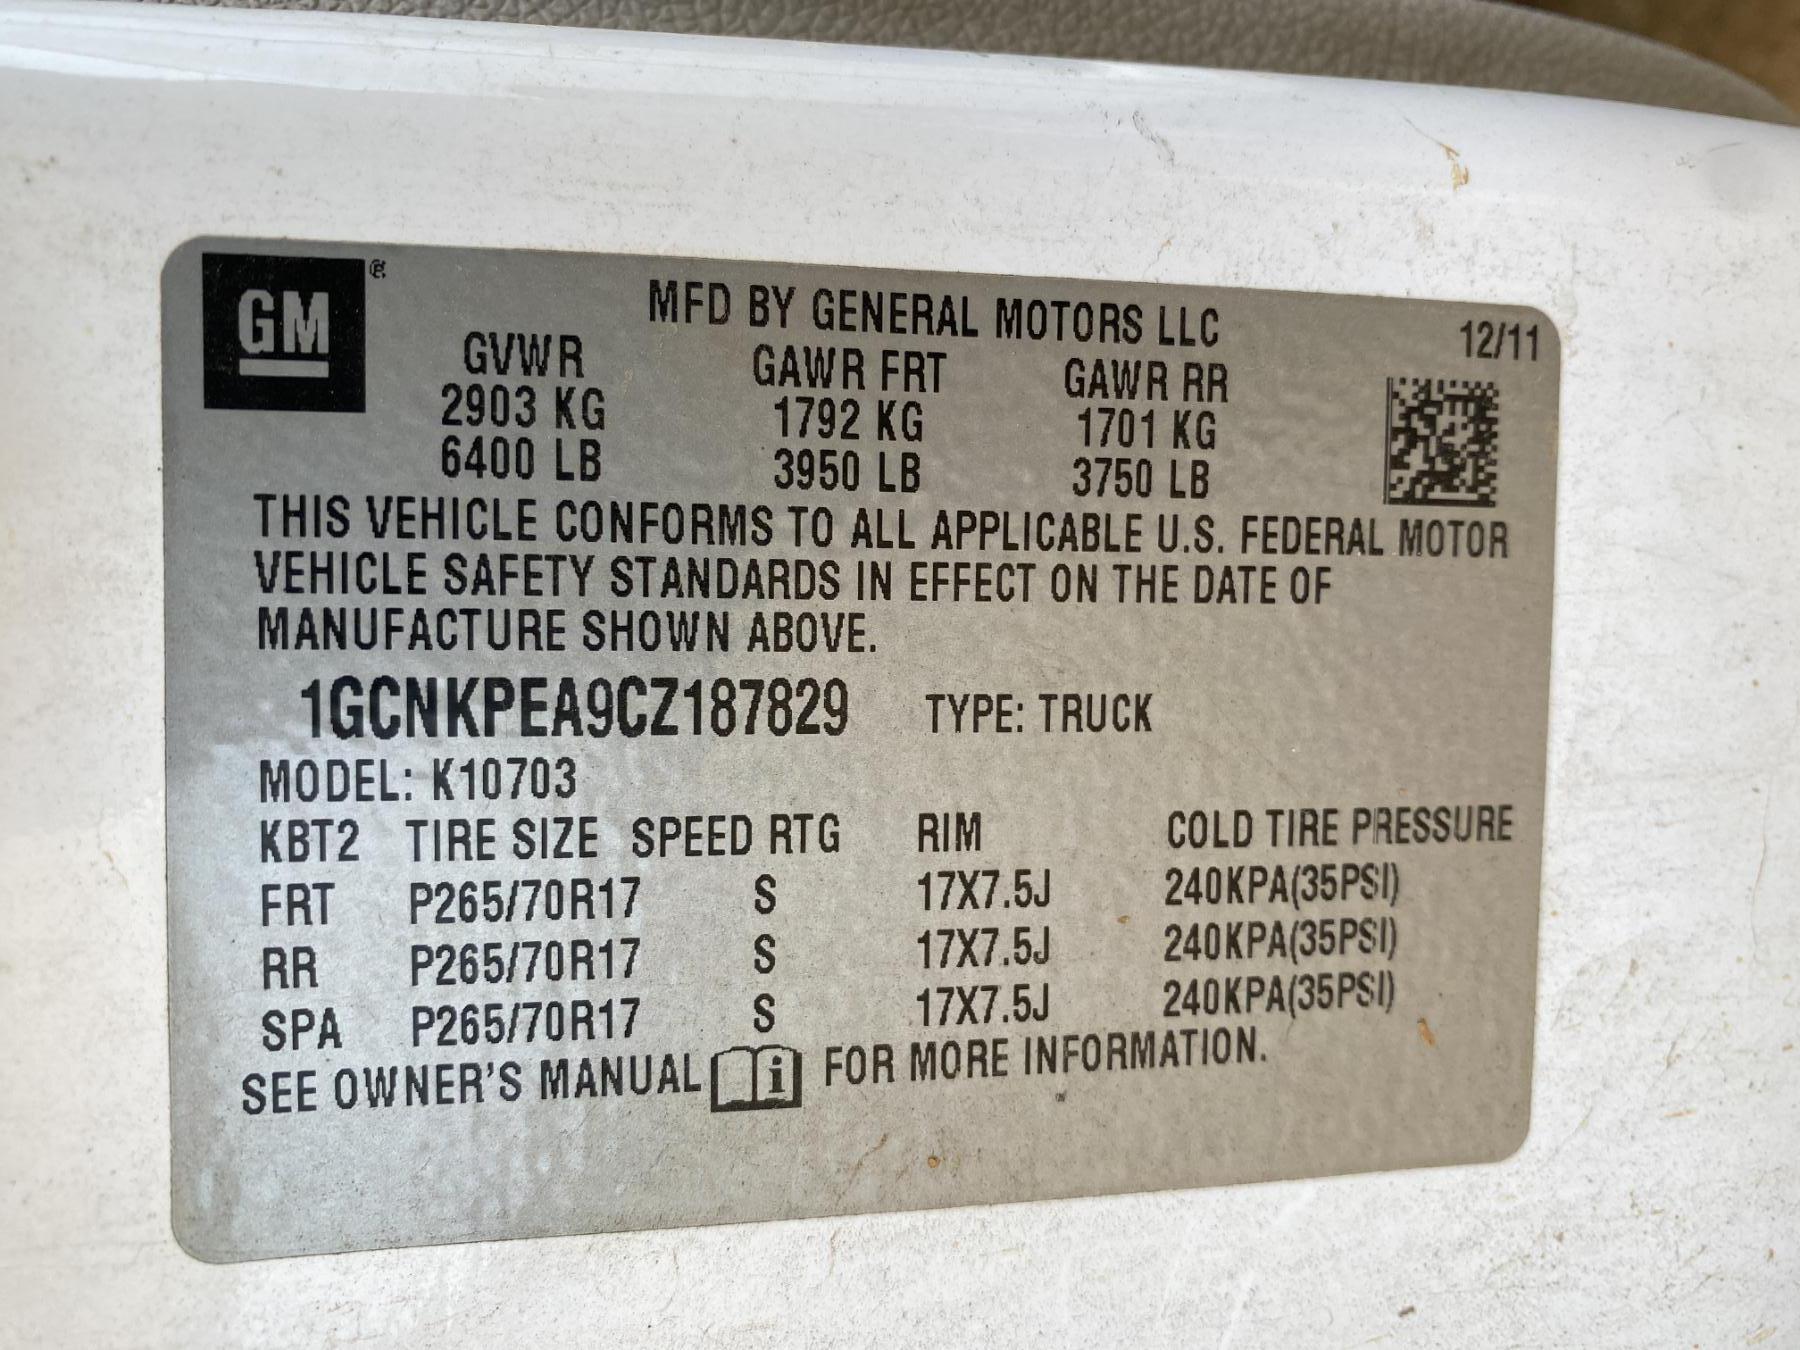 GM ®
MFD BY GENERAL MOTORS LLC 12/11
GVWR GAWR FRT GAWR RR
2903 KG 1792 KG 1701 KG
6400 LB 3950 LB 3750 LB
THIS VEHICLE CONFORMS TO ALL APPLICABLE U.S. FEDERAL MOTOR
VEHICLE SAFETY STANDARDS IN EFFECT ON THE DATE OF
MANUFACTURE SHOWN ABOVE.
1GCNKPEA9CZ187829 TYPE: TRUCK
MODEL: K10703
KBT2 TIRE SIZE SPEED RTG RIM COLD TIRE PRESSURE
FRT P265/70R17 S 17X7.5J 240KPA(35PSI)
RR P265/70R17 S 17X7.5J 240KPA(35PSI)
SPA P265/70R17 S 17X7.5J 240KPA(35PSI)
SEE OWNER'S MANUAL i FOR MORE INFORMATION.